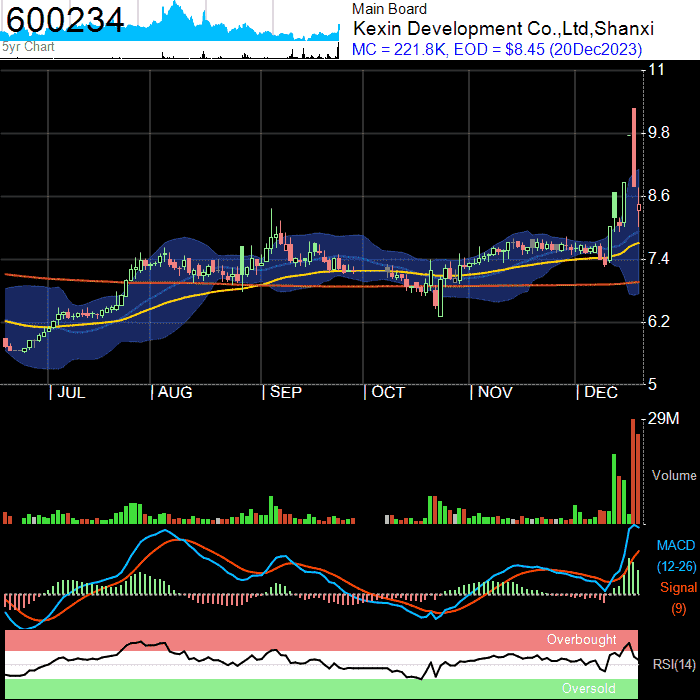 600234
5yr Chart
Main Board
Kexin Development Co.,Ltd,Shanxi
MC = 221.8K, EOD = $8.45 (20Dec2023)
11
9.8
8.6
7.4
6.2
5
| JUL | AUG | SEP | OCT | NOV | DEC
29M
Volume
MACD
(12-26)
Signal
(9)
Overbought
RSI(14)
Oversold